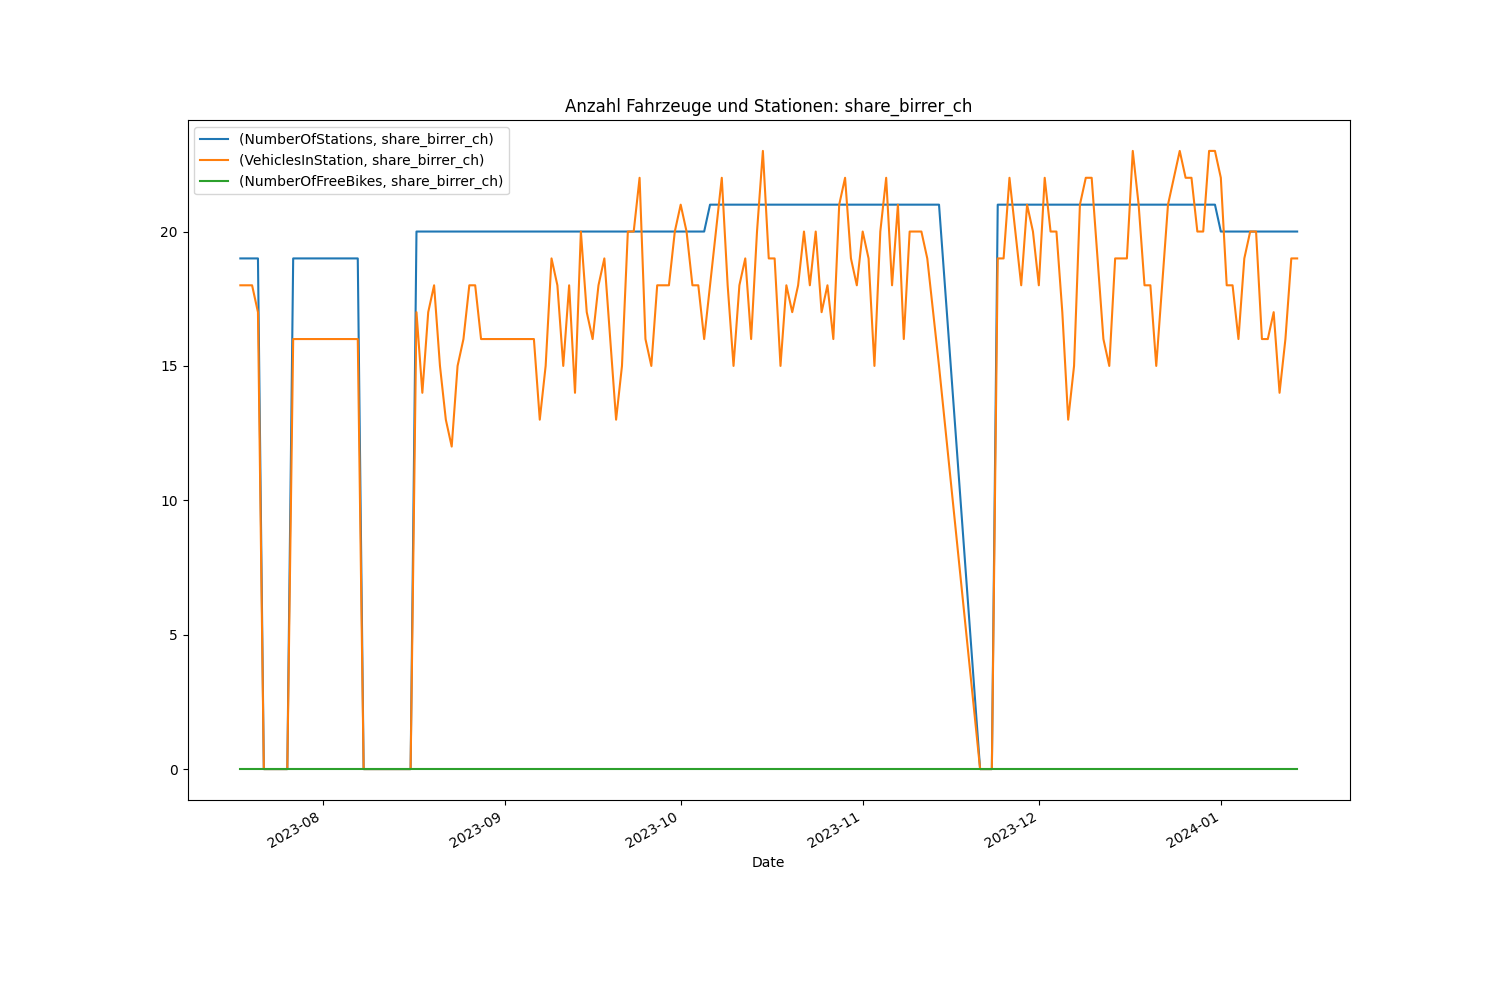 Anzahl Fahrzeuge und Stationen: share_birrer_ch
(NumberOfStations, share_birrer_ch)
(VehiclesInStation, share_birrer_ch)
(NumberOfFreeBikes, share_birrer_ch)
20
15
10
5
0
2023-08
2023-09
2023-10
2023-11
2023-12
2024-01
Date